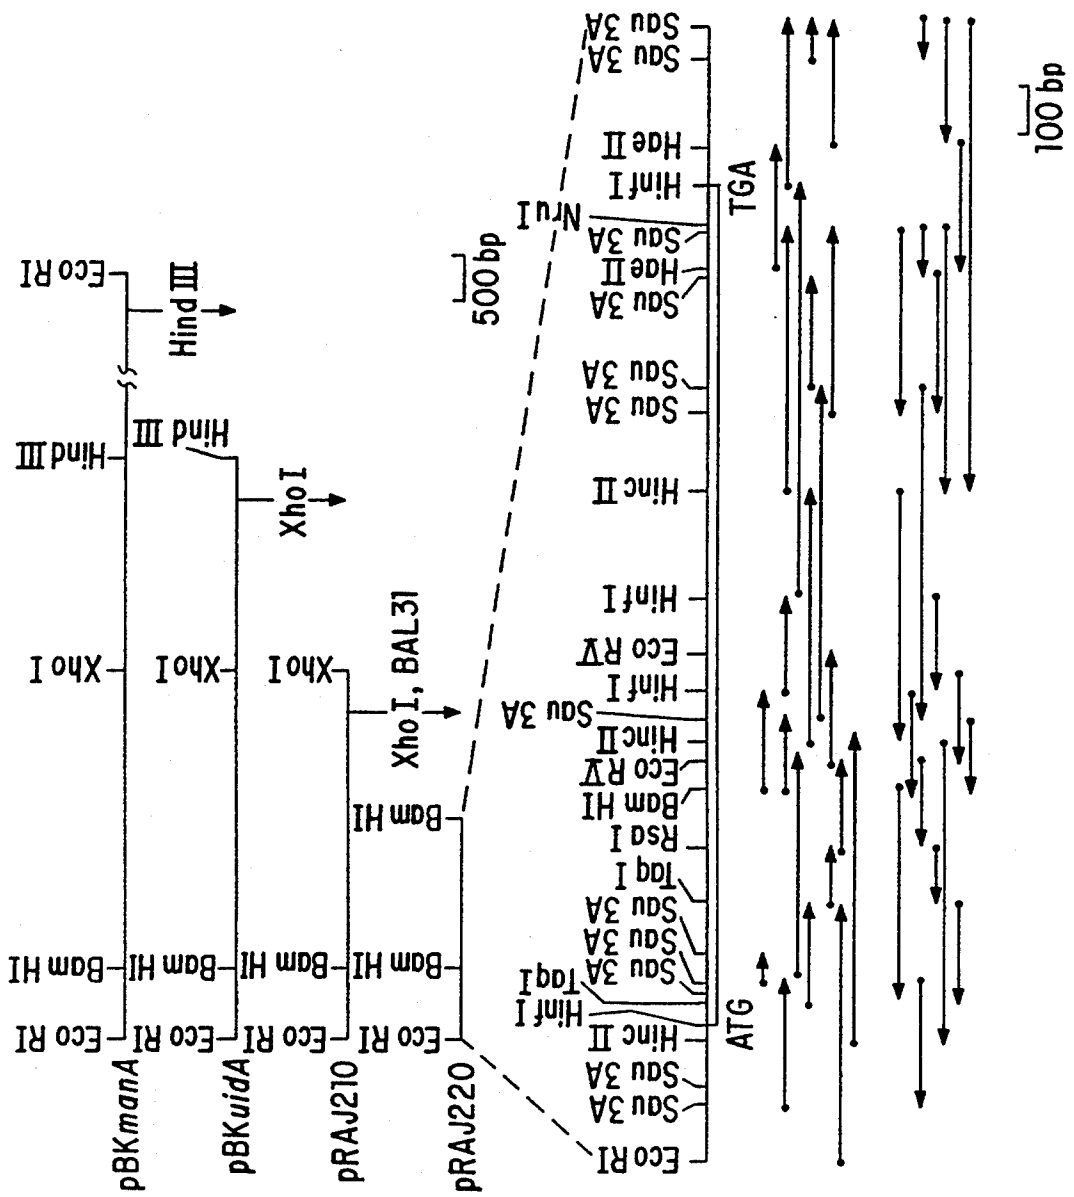 pBKmanA
Eco RI
Bam HI
Xho I
Hind III
Eco RI
Hind III
pBKuidA
Eco RI
Bam HI
Xho I
Hind III
Xho I
pRAJ210
Eco RI
Bam HI
Xho I
Xho I, BAL31
pRAJ220
Eco RI
Bam HI
Bam HI
500 bp
Eco RI
Sau 3A
Sau 3A
Hinc II
Hinf I
Taq I
Sau 3A
Sau 3A
Sau 3A
Taq I
Rsa I
Bam HI
Eco RV
Hinc II
Sau 3A
Hinf I
Eco RV
Hinf I
Hinc II
Sau 3A
Sau 3A
Sau 3A
Hae II
Sau 3A
Nru I
Hinf I
Hae II
Sau 3A
Sau 3A
ATG
TGA
100 bp